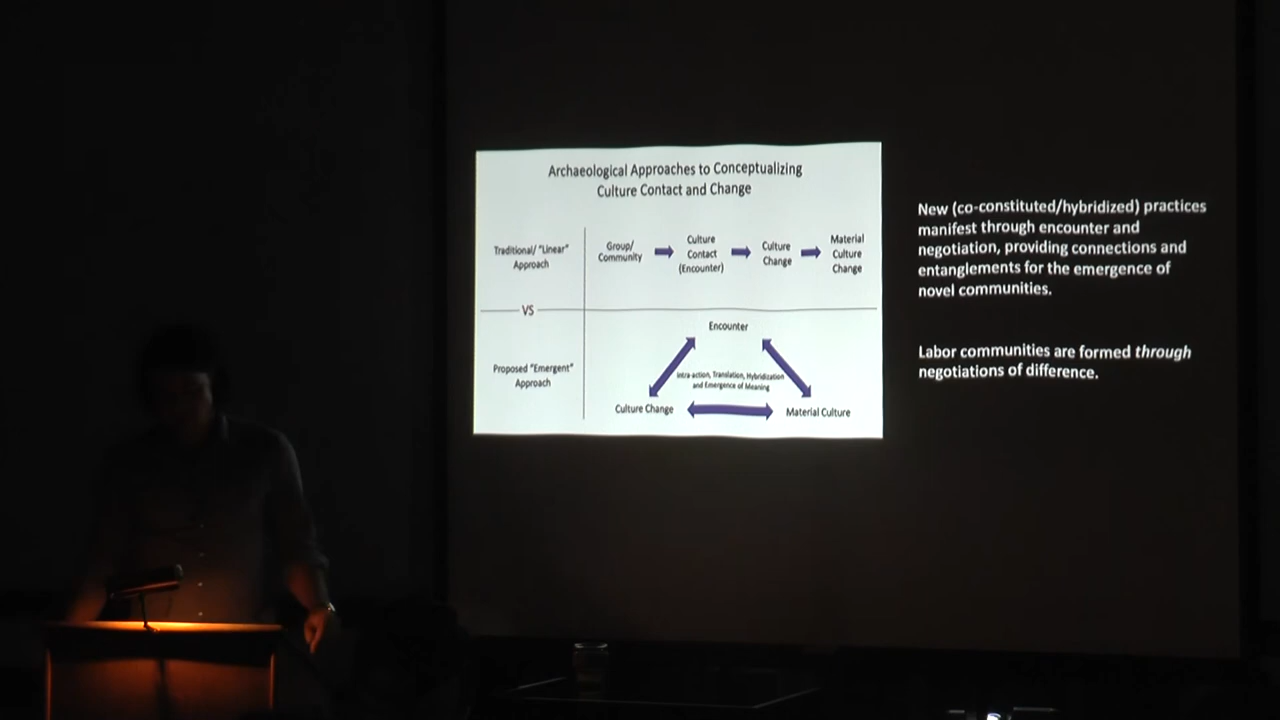 Archaeological Approaches to Conceptualizing
Culture Contact and Change
Traditional/ "Linear"
Approach
Group/
Community
Culture
Contact
(Encounter)
Culture
Change
Material
Culture
Change
VS
Proposed "Emergent"
Approach
Encounter
Intra-action, Translation, Hybridization
and Emergence of Meaning
Culture Change
Material Culture
New (co-constituted/hybridized) practices
manifest through encounter and
negotiation, providing connections and
entanglements for the emergence of
novel communities.
Labor communities are formed through
negotiations of difference.